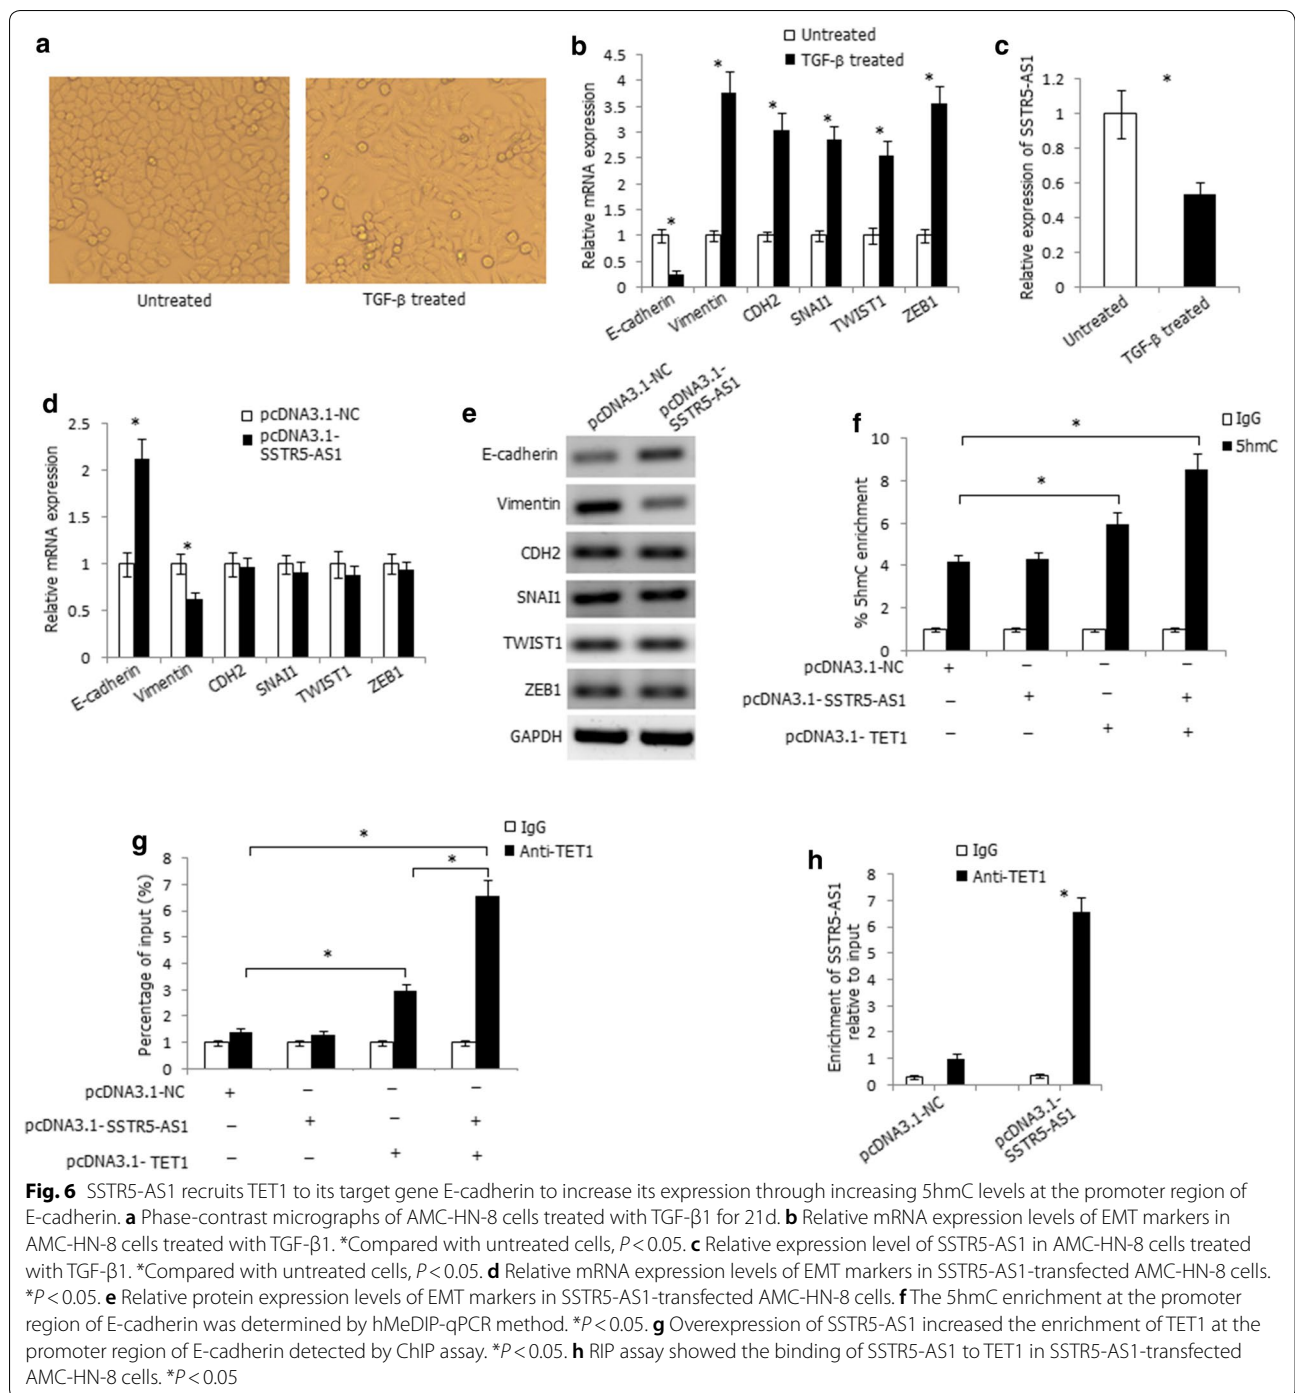 a
Untreated
TGF-β treated
b
Untreated
TGF-β treated
Relative mRNA expression
4.5
4
3.5
3
2.5
2
1.5
1
0.5
0
* * * * * *
E-cadherin Vimentin CDH2 SNAI1 TWIST1 ZEB1
c
Relative expression of SSTR5-AS1
1.2
1
0.8
0.6
0.4
0.2
0
*
Untreated TGF-β treated
d
pcDNA3.1-NC
pcDNA3.1-
SSTR5-AS1
Relative mRNA expression
2.5
2
1.5
1
0.5
0
* *
E-cadherin Vimentin CDH2 SNAI1 TWIST1 ZEB1
e
pcDNA3.1-NC
pcDNA3.1-
SSTR5-AS1
E-cadherin
Vimentin
CDH2
SNAI1
TWIST1
ZEB1
GAPDH
f
IgG
5hmC
% 5hmC enrichment
10
8
6
4
2
0
*
*
pcDNA3.1-NC + − − −
pcDNA3.1-SSTR5-AS1 − + − +
pcDNA3.1- TET1 − − + +
g
IgG
Anti-TET1
Percentage of input (%)
8
7
6
5
4
3
2
1
0
*
*
*
pcDNA3.1-NC + − − −
pcDNA3.1-SSTR5-AS1 − + − +
pcDNA3.1- TET1 − − + +
h
IgG
Anti-TET1
Enrichment of SSTR5-AS1
relative to input
8
7
6
5
4
3
2
1
0
*
pcDNA3.1-NC
pcDNA3.1-
SSTR5-AS1
Fig. 6 SSTR5-AS1 recruits TET1 to its target gene E-cadherin to increase its expression through increasing 5hmC levels at the promoter region of
E-cadherin. a Phase-contrast micrographs of AMC-HN-8 cells treated with TGF-β1 for 21d. b Relative mRNA expression levels of EMT markers in
AMC-HN-8 cells treated with TGF-β1. *Compared with untreated cells, P < 0.05. c Relative expression level of SSTR5-AS1 in AMC-HN-8 cells treated
with TGF-β1. *Compared with untreated cells, P < 0.05. d Relative mRNA expression levels of EMT markers in SSTR5-AS1-transfected AMC-HN-8 cells.
*P < 0.05. e Relative protein expression levels of EMT markers in SSTR5-AS1-transfected AMC-HN-8 cells. f The 5hmC enrichment at the promoter
region of E-cadherin was determined by hMeDIP-qPCR method. *P < 0.05. g Overexpression of SSTR5-AS1 increased the enrichment of TET1 at the
promoter region of E-cadherin detected by ChIP assay. *P < 0.05. h RIP assay showed the binding of SSTR5-AS1 to TET1 in SSTR5-AS1-transfected
AMC-HN-8 cells. *P < 0.05